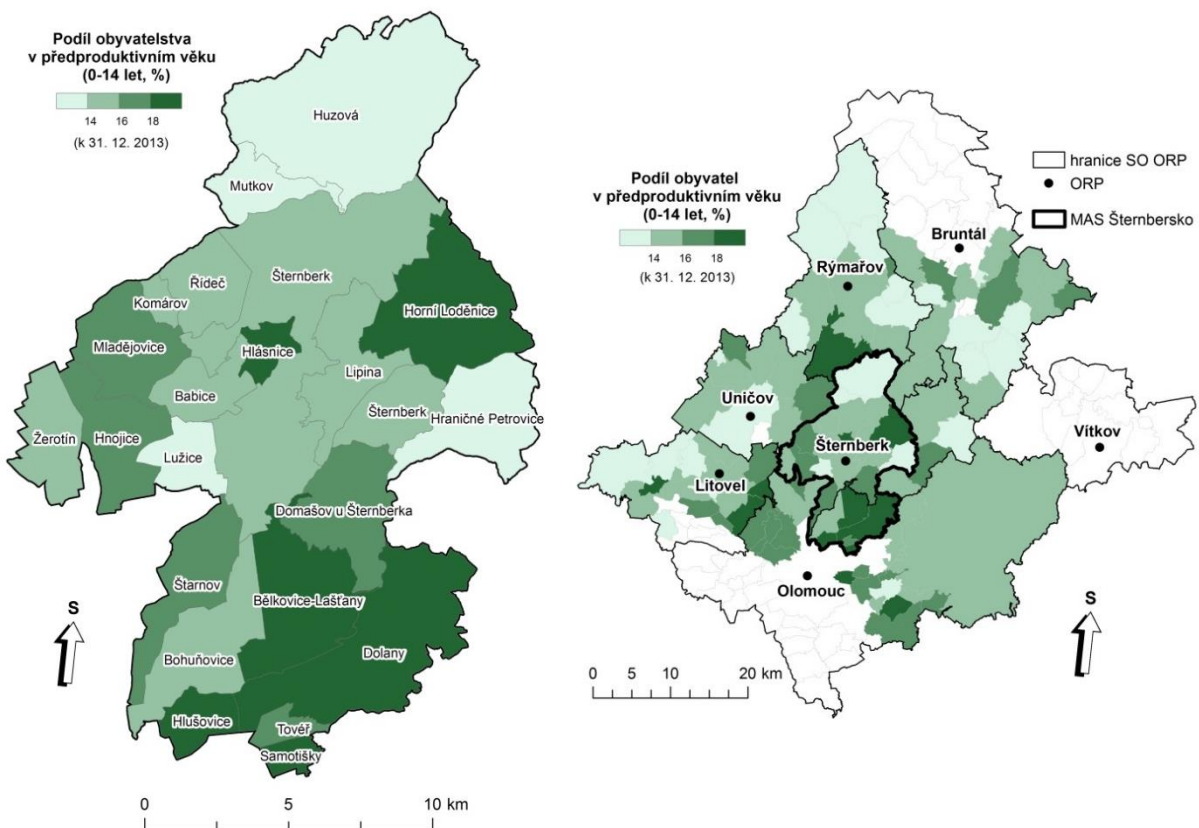 Podíl obyvatelstva
v předproduktivním věku
(0-14 let, %)
14 16 18
(k 31. 12. 2013)
Huzová
Mutkov
Řídeč
Šternberk
Komárov
Horní Loděnice
Mladějovice
Hlásnice
Lipina
Babice
Šternberk
Hraničné Petrovice
Žerotín
Hnojice
Lužice
Domašov u Šternberka
Štarnov
Bělkovice-Lašťany
Dolany
Bohuňovice
Hlušovice
Tovéř
Samotišky
S
0 5 10 km
Podíl obyvatel
v předproduktivním věku
(0-14 let, %)
14 16 18
(k 31. 12. 2013)
hranice SO ORP
ORP
MAS Šternbersko
Bruntál
Rýmařov
Uničov
Šternberk
Vítkov
Litovel
Olomouc
S
0 5 10 20 km